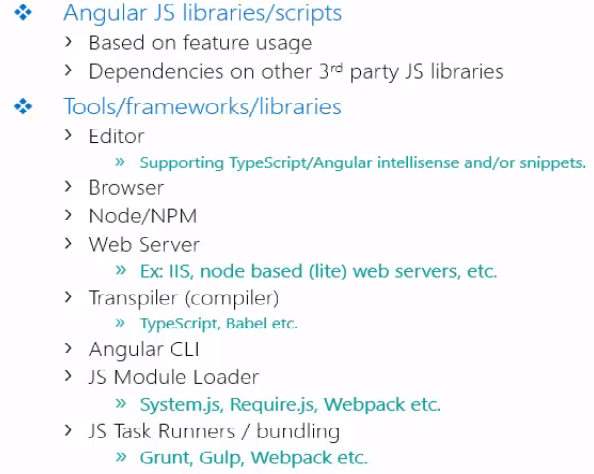 ❖ Angular JS libraries/scripts
› Based on feature usage
› Dependencies on other 3rd party JS libraries
❖ Tools/frameworks/libraries
› Editor
» Supporting TypeScript/Angular intellisense and/or snippets.
› Browser
› Node/NPM
› Web Server
» Ex: IIS, node based (lite) web servers, etc.
› Transpiler (compiler)
» TypeScript, Babel etc.
› Angular CLI
› JS Module Loader
» System.js, Require.js, Webpack etc.
› JS Task Runners / bundling
» Grunt, Gulp, Webpack etc.